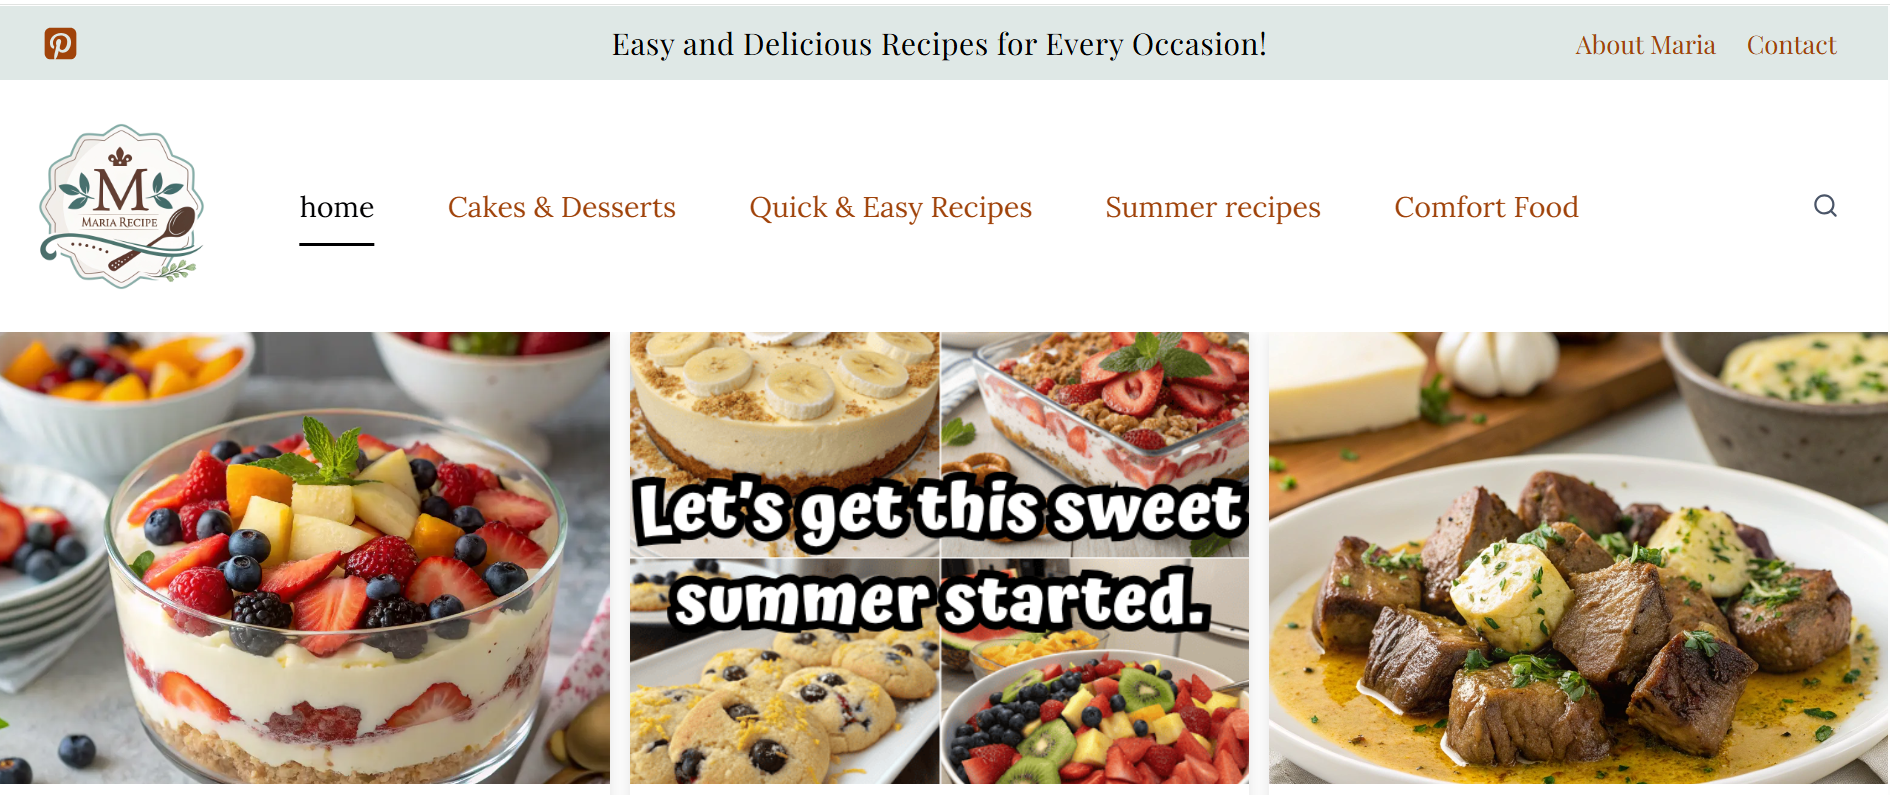 Easy and Delicious Recipes for Every Occasion!
About Maria
Contact
M
MARIA RECIPE
home
Cakes & Desserts
Quick & Easy Recipes
Summer recipes
Comfort Food
Let's get this sweet
summer started.